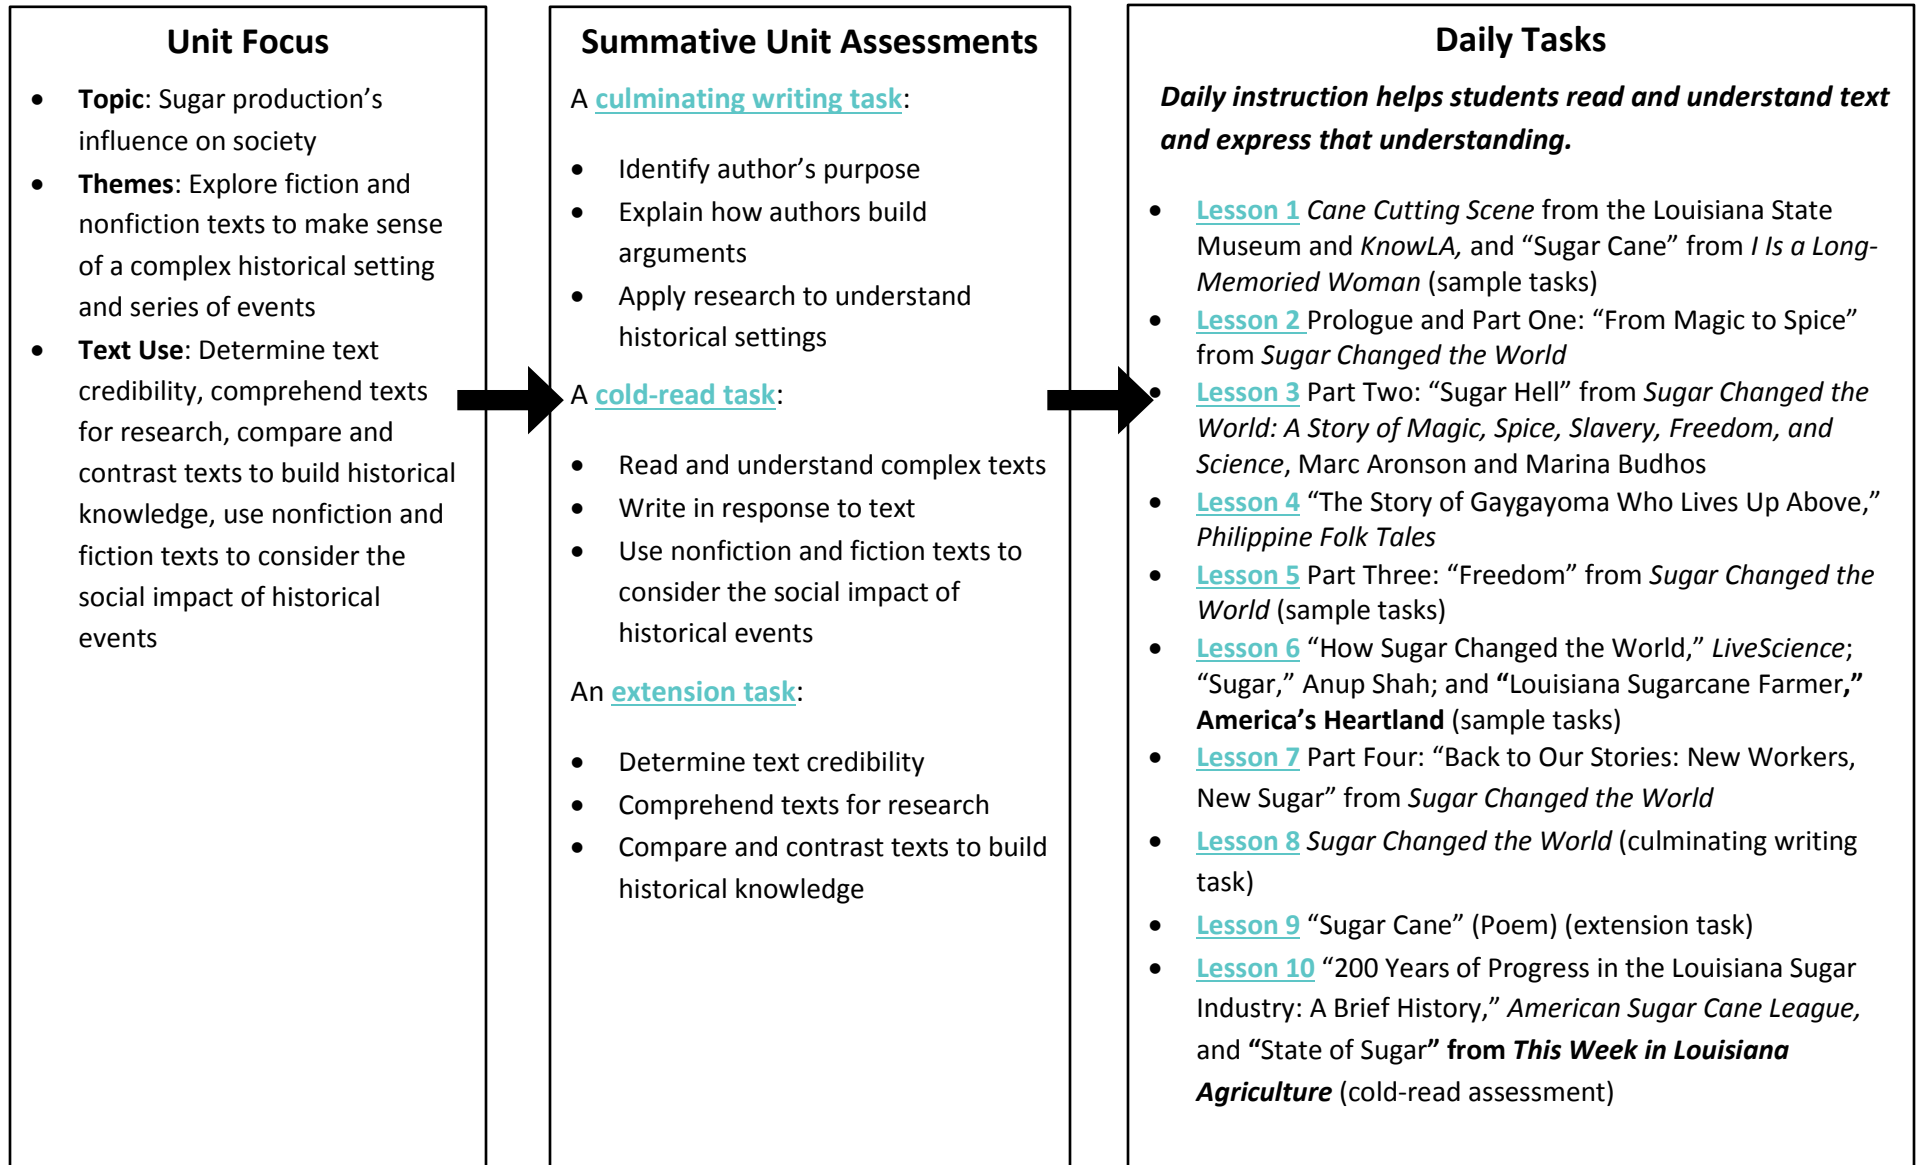 Unit Focus
• Topic: Sugar production’s
influence on society
• Themes: Explore fiction and
nonfiction texts to make sense
of a complex historical setting
and series of events
• Text Use: Determine text
credibility, comprehend texts
for research, compare and
contrast texts to build historical
knowledge, use nonfiction and
fiction texts to consider the
social impact of historical
events
Summative Unit Assessments
A culminating writing task:
• Identify author’s purpose
• Explain how authors build
arguments
• Apply research to understand
historical settings
A cold-read task:
• Read and understand complex texts
• Write in response to text
• Use nonfiction and fiction texts to
consider the social impact of
historical events
An extension task:
• Determine text credibility
• Comprehend texts for research
• Compare and contrast texts to build
historical knowledge
Daily Tasks
Daily instruction helps students read and understand text
and express that understanding.
• Lesson 1 Cane Cutting Scene from the Louisiana State
Museum and KnowLA, and “Sugar Cane” from I Is a Long-
Memoried Woman (sample tasks)
• Lesson 2 Prologue and Part One: “From Magic to Spice”
from Sugar Changed the World
• Lesson 3 Part Two: “Sugar Hell” from Sugar Changed the
World: A Story of Magic, Spice, Slavery, Freedom, and
Science, Marc Aronson and Marina Budhos
• Lesson 4 “The Story of Gaygayoma Who Lives Up Above,”
Philippine Folk Tales
• Lesson 5 Part Three: “Freedom” from Sugar Changed the
World (sample tasks)
• Lesson 6 “How Sugar Changed the World,” LiveScience;
“Sugar,” Anup Shah; and “Louisiana Sugarcane Farmer,”
America’s Heartland (sample tasks)
• Lesson 7 Part Four: “Back to Our Stories: New Workers,
New Sugar” from Sugar Changed the World
• Lesson 8 Sugar Changed the World (culminating writing
task)
• Lesson 9 “Sugar Cane” (Poem) (extension task)
• Lesson 10 “200 Years of Progress in the Louisiana Sugar
Industry: A Brief History,” American Sugar Cane League,
and “State of Sugar” from This Week in Louisiana
Agriculture (cold-read assessment)